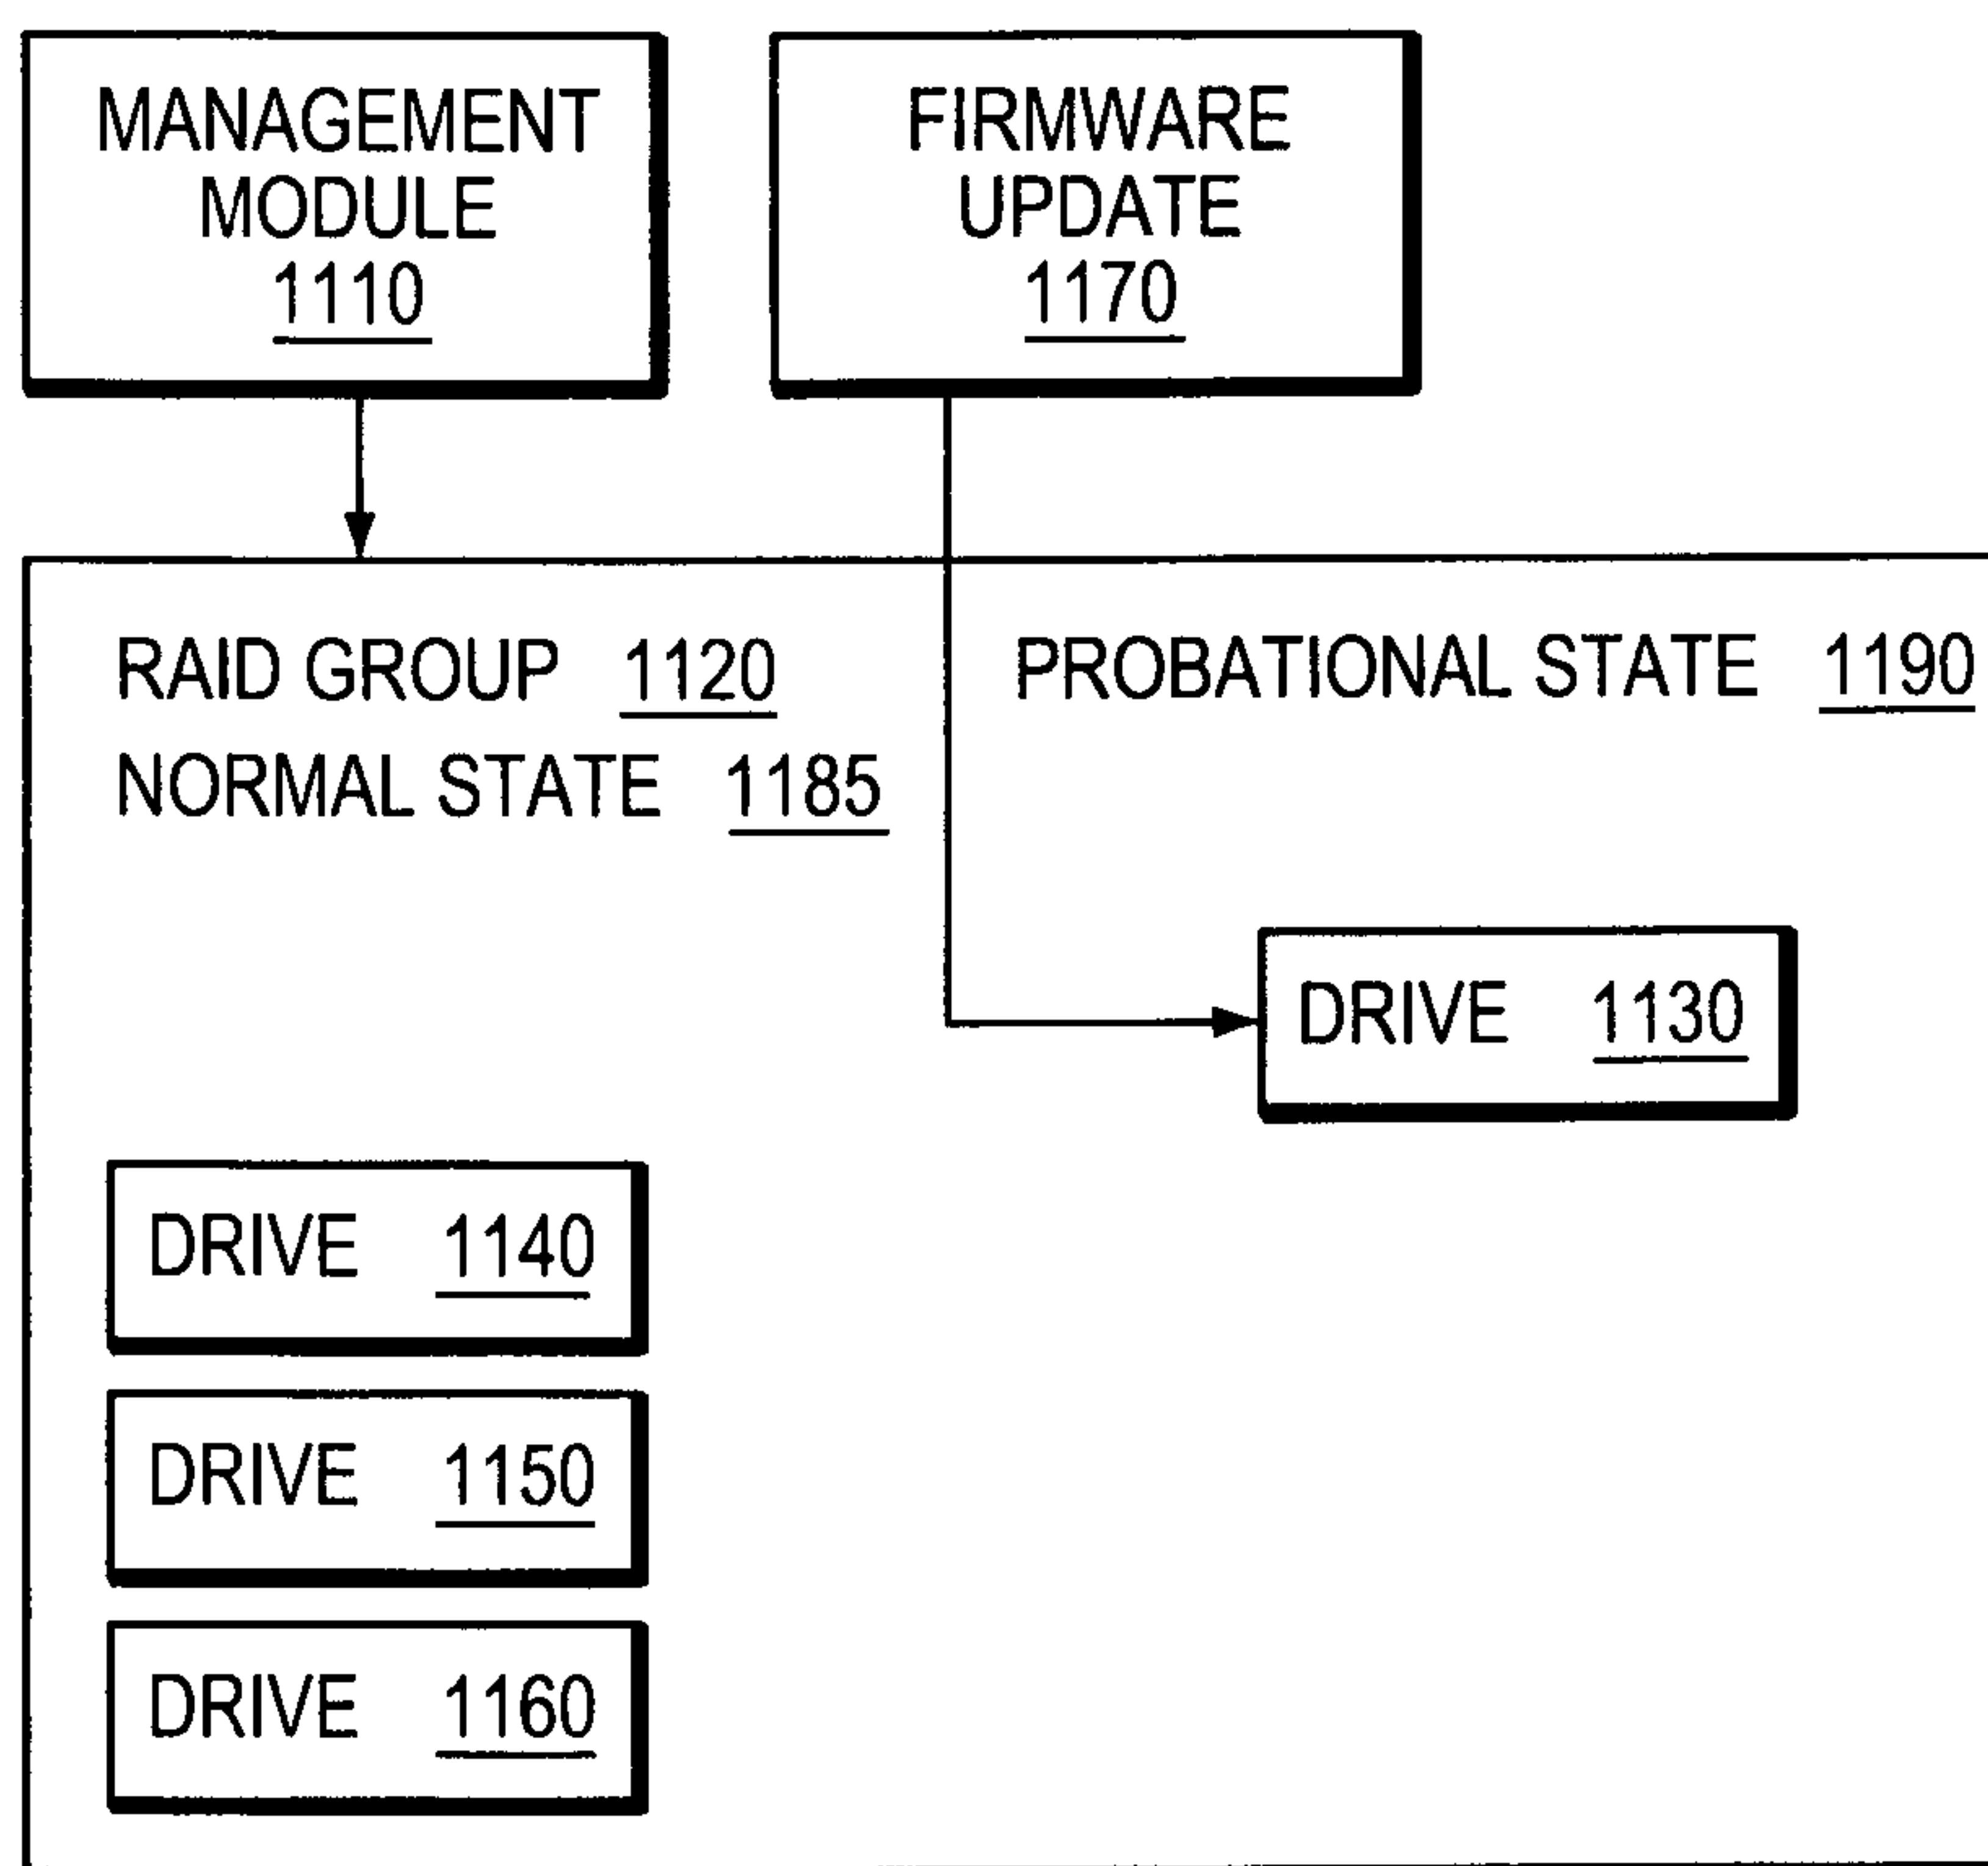 MANAGEMENT
MODULE
1110
FIRMWARE
UPDATE
1170
RAID GROUP 1120
NORMAL STATE 1185
PROBATIONAL STATE 1190
DRIVE 1130
DRIVE 1140
DRIVE 1150
DRIVE 1160